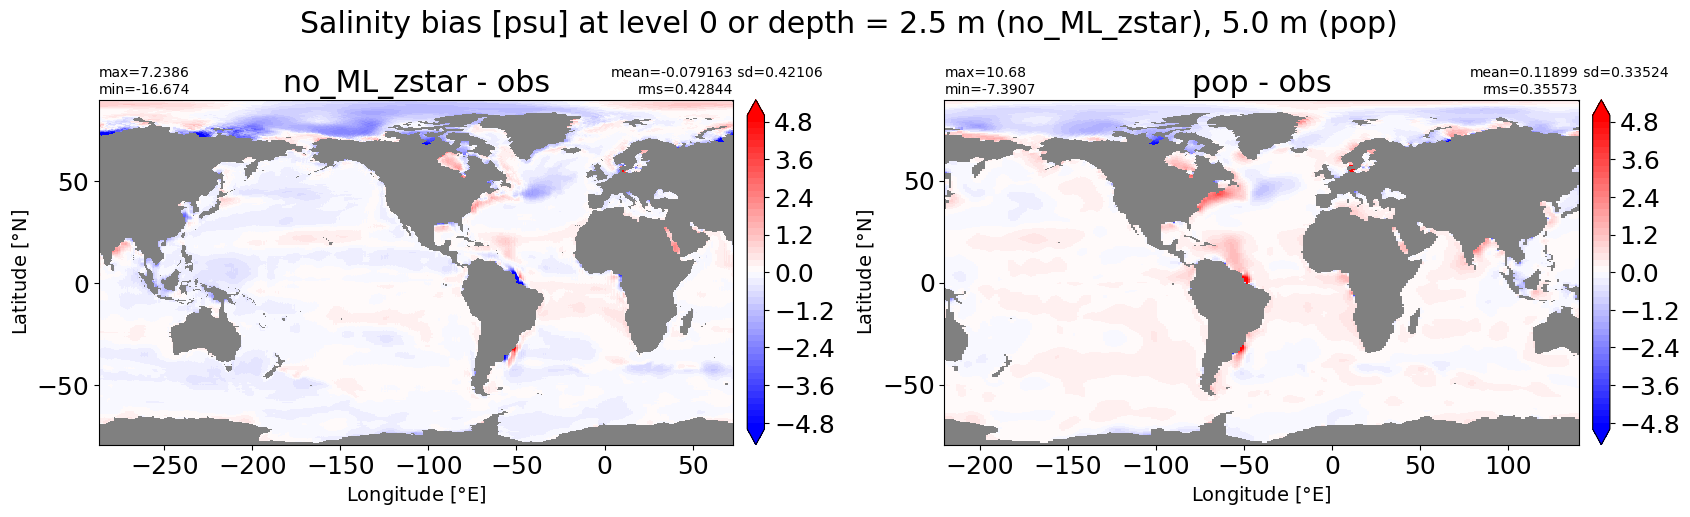 Salinity bias [psu] at level 0 or depth = 2.5 m (no_ML_zstar), 5.0 m (pop)
max=7.2386
min=-16.674
no_ML_zstar - obs
mean=-0.079163 sd=0.42106
rms=0.42844
Latitude [°N]
50
0
−50
−250
−200
−150
−100
−50
0
50
Longitude [°E]
4.8
3.6
2.4
1.2
0.0
−1.2
−2.4
−3.6
−4.8
max=10.68
min=-7.3907
pop - obs
mean=0.11899 sd=0.33524
rms=0.35573
Latitude [°N]
50
0
−50
−200
−150
−100
−50
0
50
100
Longitude [°E]
4.8
3.6
2.4
1.2
0.0
−1.2
−2.4
−3.6
−4.8